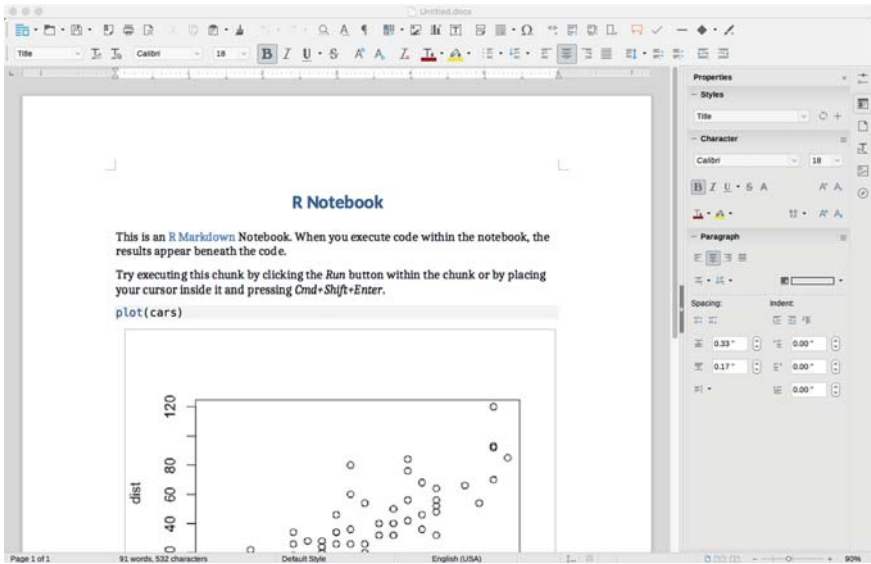 Untitled.docx
Title
Calibri
18
Properties
Styles
Title
Character
Calibri
18
Paragraph
Spacing:
Indent:
0.33 "
0.00 "
0.17 "
0.00 "
0.00 "
R Notebook
This is an R Markdown Notebook. When you execute code within the notebook, the
results appear beneath the code.
Try executing this chunk by clicking the Run button within the chunk or by placing
your cursor inside it and pressing Cmd+Shift+Enter.
plot(cars)
dist
120
80
60
40
Page 1 of 1
91 words, 532 characters
Default Style
English (USA)
90%